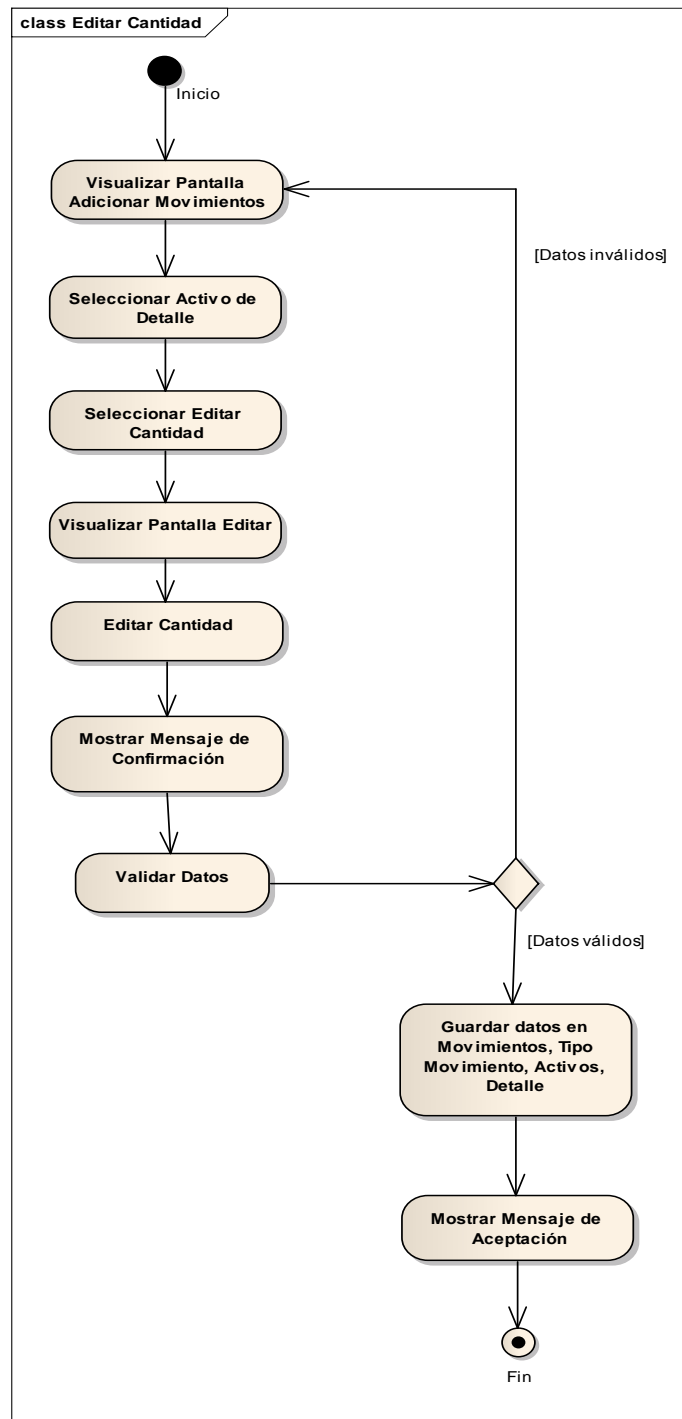 class Editar Cantidad
Inicio
Visualizar Pantalla
Adicionar Movimientos
[Datos inválidos]
Seleccionar Activo de
Detalle
Seleccionar Editar
Cantidad
Visualizar Pantalla Editar
Editar Cantidad
Mostrar Mensaje de
Confirmación
Validar Datos
[Datos válidos]
Guardar datos en
Movimientos, Tipo
Movimiento, Activos,
Detalle
Mostrar Mensaje de
Aceptación
Fin